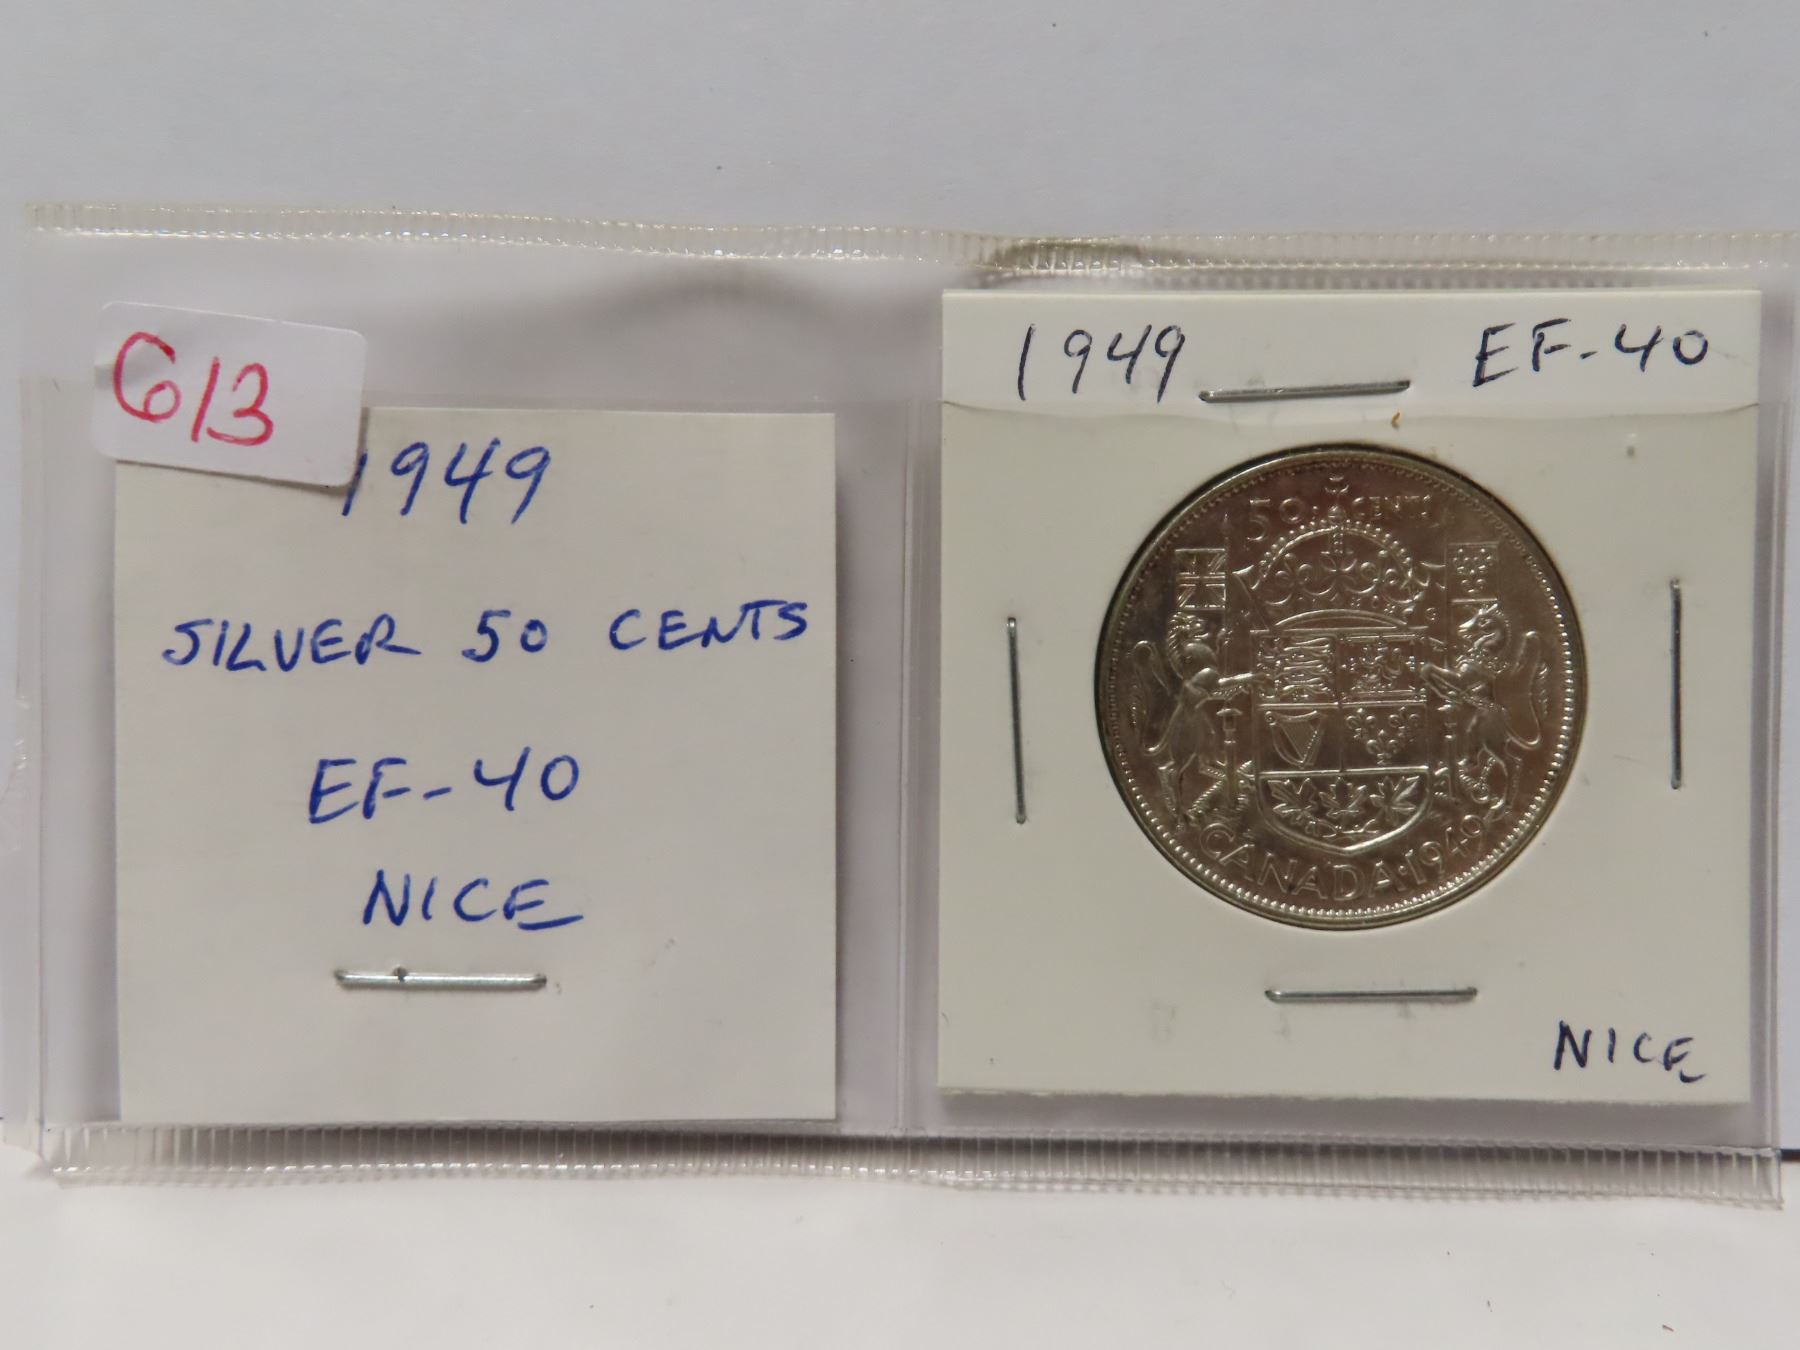 613
1949
SILVER 50 CENTS
EF-40
NICE
1949 EF-40
50 CENTS
CANADA·1949
NICE